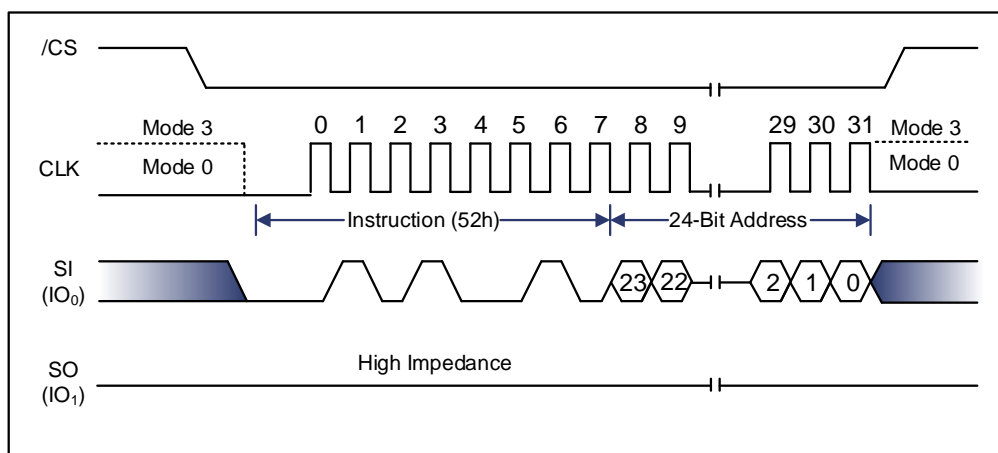 /CS
0 1 2 3 4 5 6 7 8 9 29 30 31
Mode 3 Mode 3
CLK Mode 0 Mode 0
Instruction (52h) 24-Bit Address
SI
(IO₀) 23 22 2 1 0
High Impedance
SO
(IO₁)